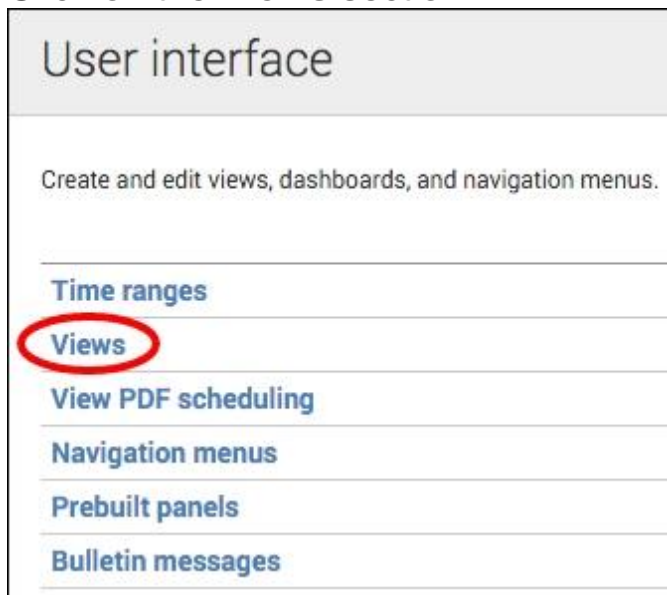 User interface
Create and edit views, dashboards, and navigation menus.
Time ranges
Views
View PDF scheduling
Navigation menus
Prebuilt panels
Bulletin messages